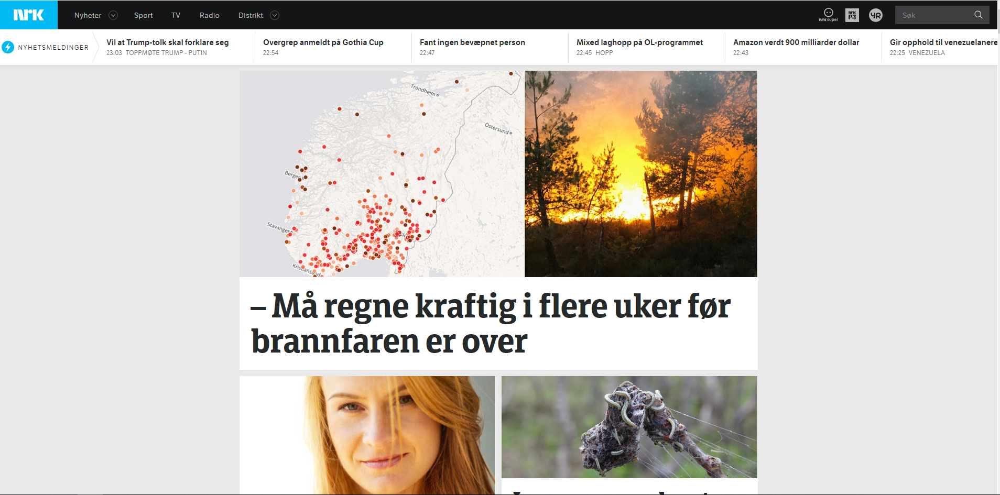 NRK
Nyheter
Sport
TV
Radio
Distrikt
NRK super
NRK P3
YR
Søk
NYHETSMELDINGER
Vil at Trump-tolk skal forklare seg
23:03 TOPPMØTE TRUMP - PUTIN
Overgrep anmeldt på Gothia Cup
22:54
Fant ingen bevæpnet person
22:47
Mixed laghopp på OL-programmet
22:45 HOPP
Amazon verdt 900 milliarder dollar
22:43
Gir opphold til venezuelanere
22:25 VENEZUELA
Trondheim
Östersund
Bergen
Stavanger
Kristiansand
– Må regne kraftig i flere uker før
brannfaren er over